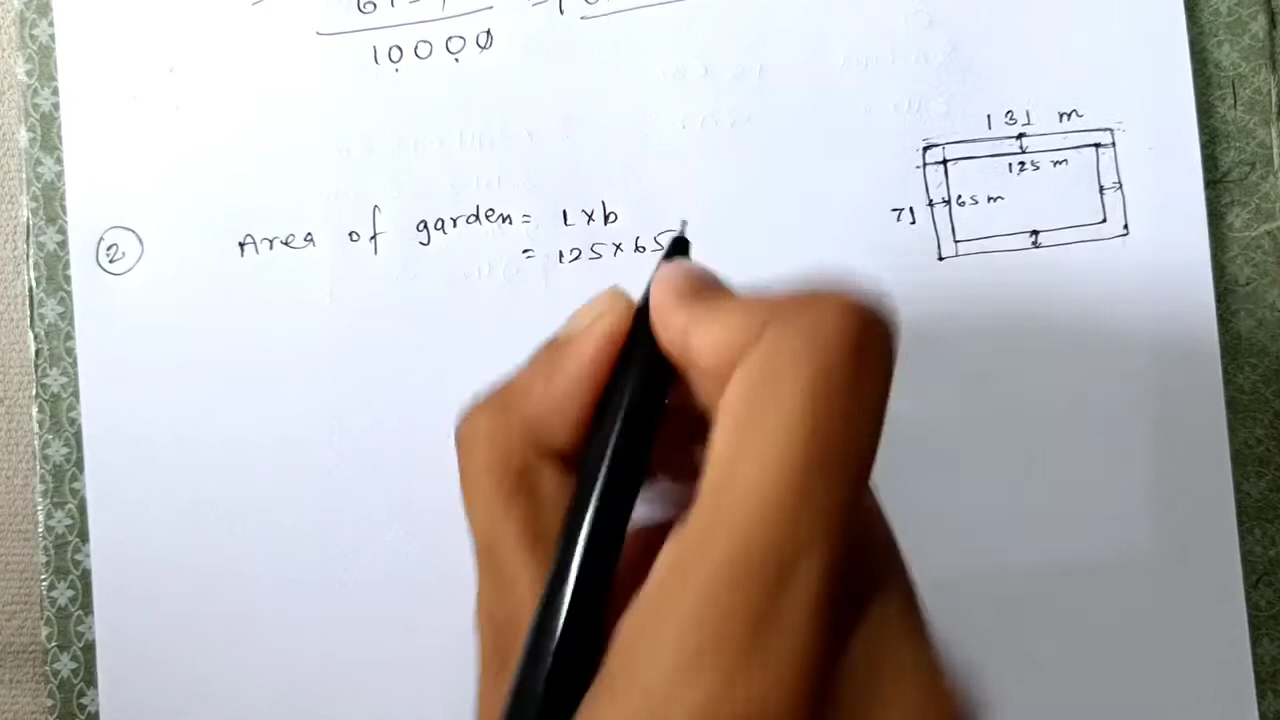 10000
131 m
125 m
65 m
71
2 Area of garden = L x b
= 125 x 65